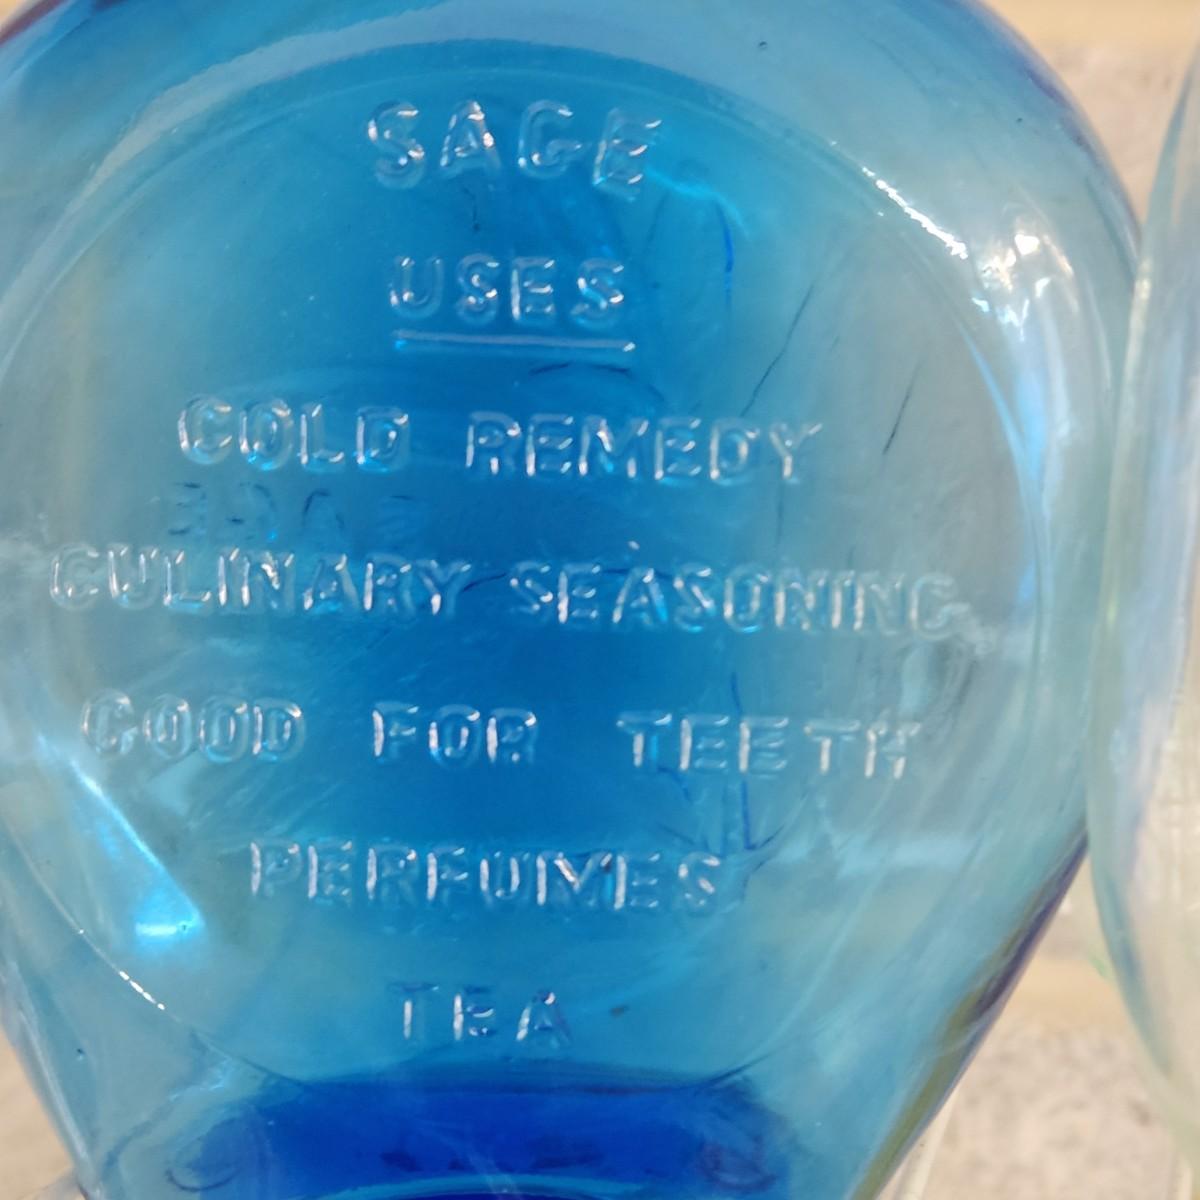 SAGE
USES
COLD REMEDY
CULINARY SEASONING
GOOD FOR TEETH
PERFUMES
TEA